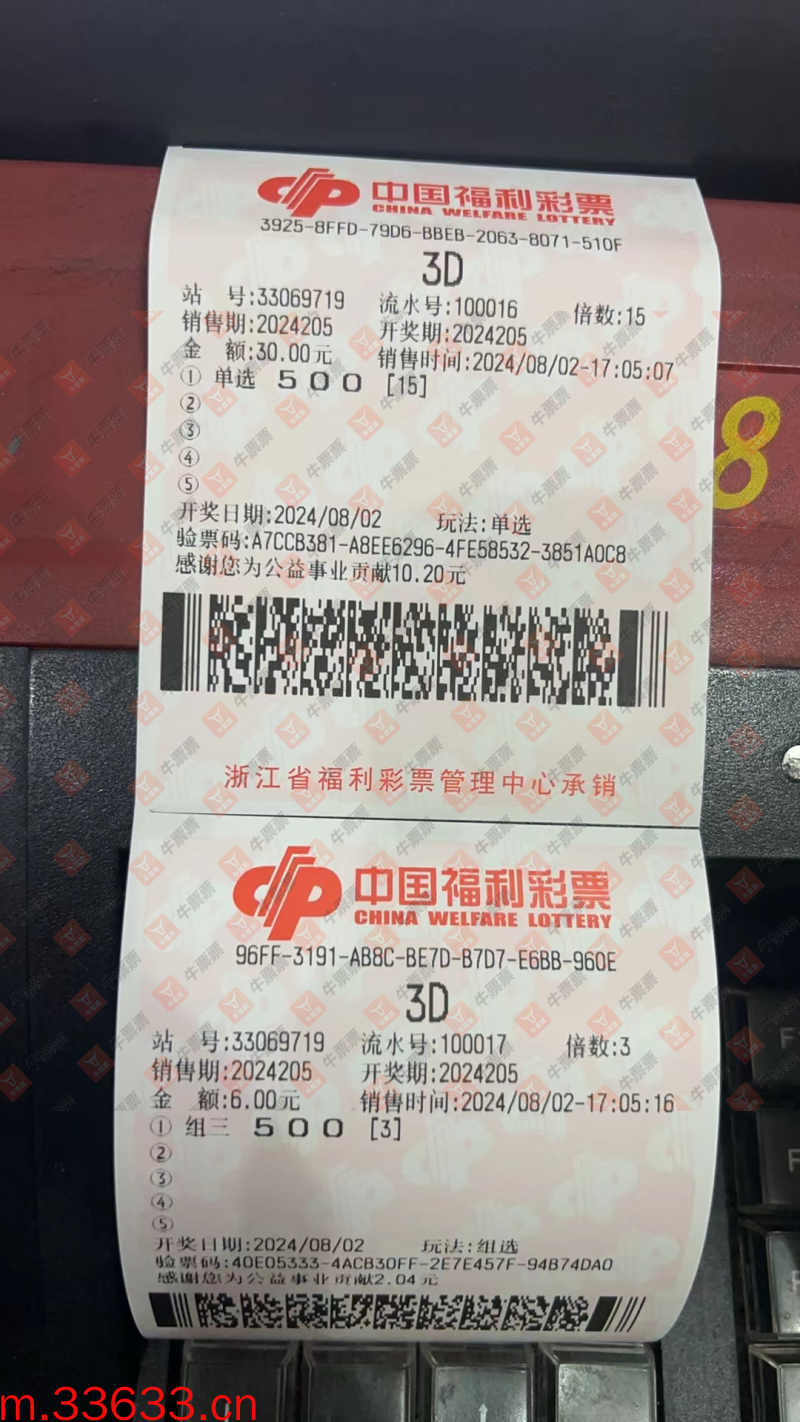 中国福利彩票
CHINA WELFARE LOTTERY
3925-8FFD-79D6-BBEB-2063-8071-510F
3D
站 号:33069719 流水号:100016 倍数:15
销售期:2024205 开奖期:2024205
金 额:30.00元 销售时间:2024/08/02-17:05:07
① 单选 500 [15]
②
③
④
⑤
开奖日期:2024/08/02 玩法:单选
验票码:A7CCB381-A8EE6296-4FE58532-3851A0C8
感谢您为公益事业贡献10.20元
浙江省福利彩票管理中心承销
中国福利彩票
CHINA WELFARE LOTTERY
96FF-3191-AB8C-BE7D-B7D7-E6BB-960E
3D
站 号:33069719 流水号:100017 倍数:3
销售期:2024205 开奖期:2024205
金 额:6.00元 销售时间:2024/08/02-17:05:16
① 组三 500 [3]
②
③
④
⑤
开奖日期:2024/08/02 玩法:组选
验票码:40E05333-4ACB30FF-2E7E457F-94B74DA0
感谢您为公益事业贡献2.04元
8
牛票票
m.33633.cn